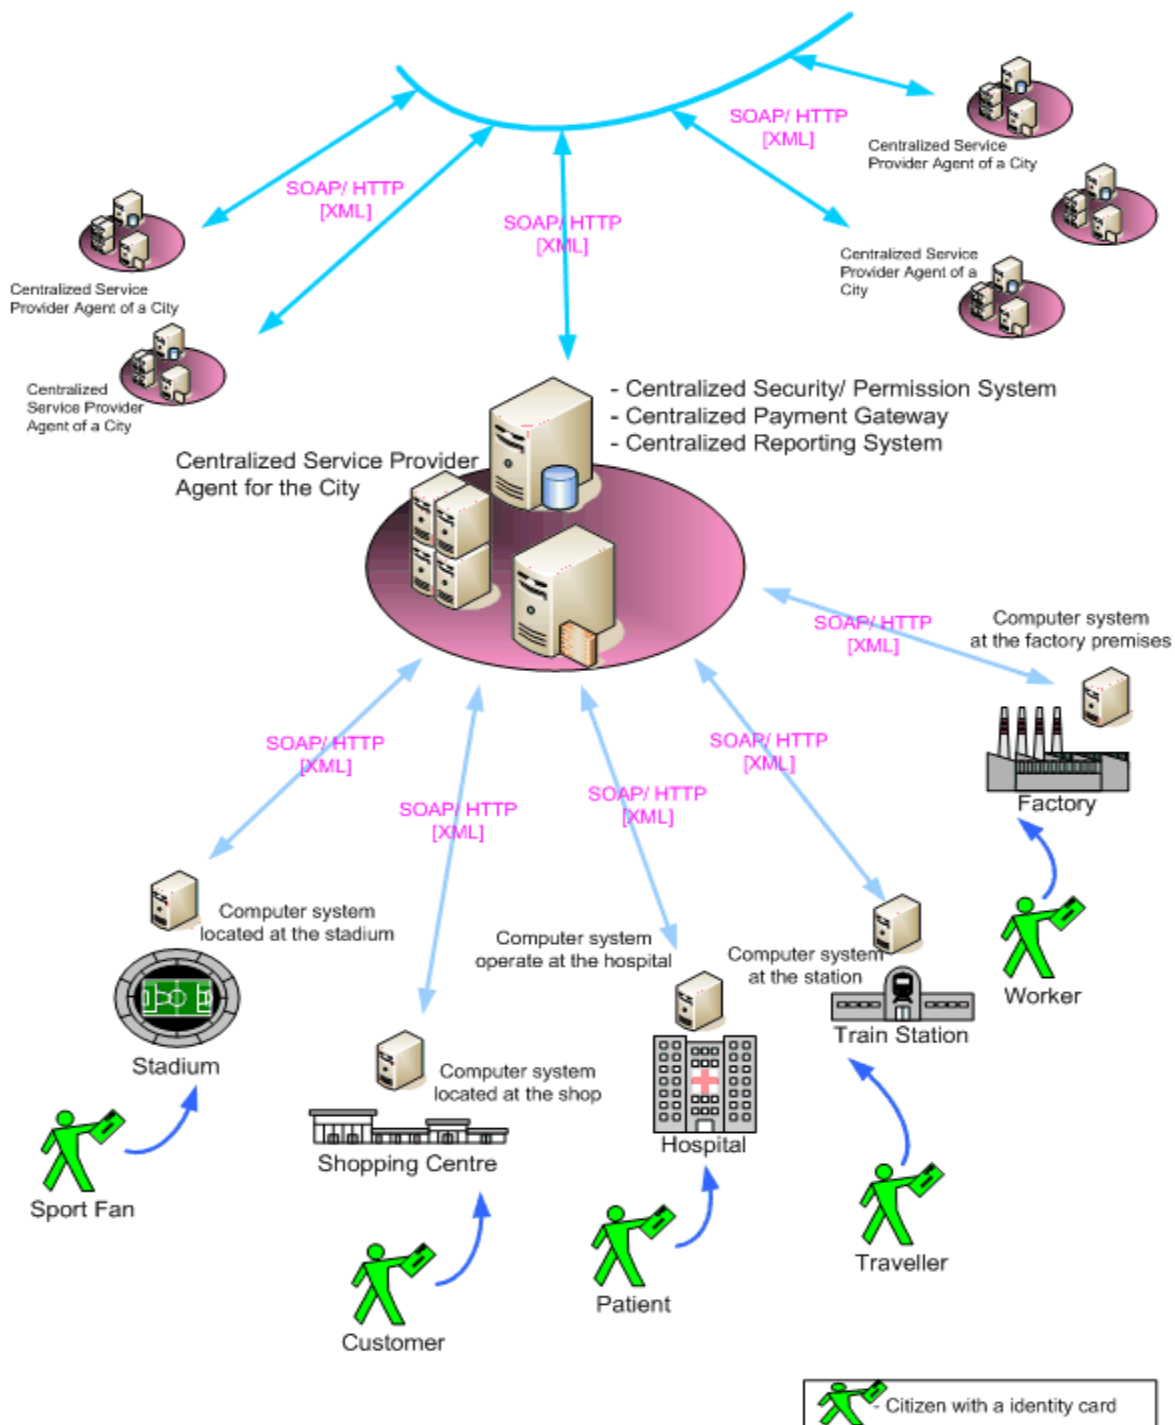 SOAP/ HTTP
[XML]
Centralized Service
Provider Agent of a City
SOAP/ HTTP
[XML]
SOAP/ HTTP
[XML]
Centralized Service
Provider Agent of a
City
Centralized Service
Provider Agent of a City
Centralized
Service Provider
Agent of a City
- Centralized Security/ Permission System
- Centralized Payment Gateway
- Centralized Reporting System
Centralized Service Provider
Agent for the City
SOAP/ HTTP
[XML]
Computer system
at the factory premises
SOAP/ HTTP
[XML]
SOAP/ HTTP
[XML]
SOAP/ HTTP
[XML]
SOAP/ HTTP
[XML]
Factory
Computer system
located at the stadium
Computer system
operate at the hospital
Computer system
at the station
Worker
Train Station
Stadium
Computer system
located at the shop
Hospital
Shopping Centre
Sport Fan
Traveller
Patient
Customer
- Citizen with a identity card